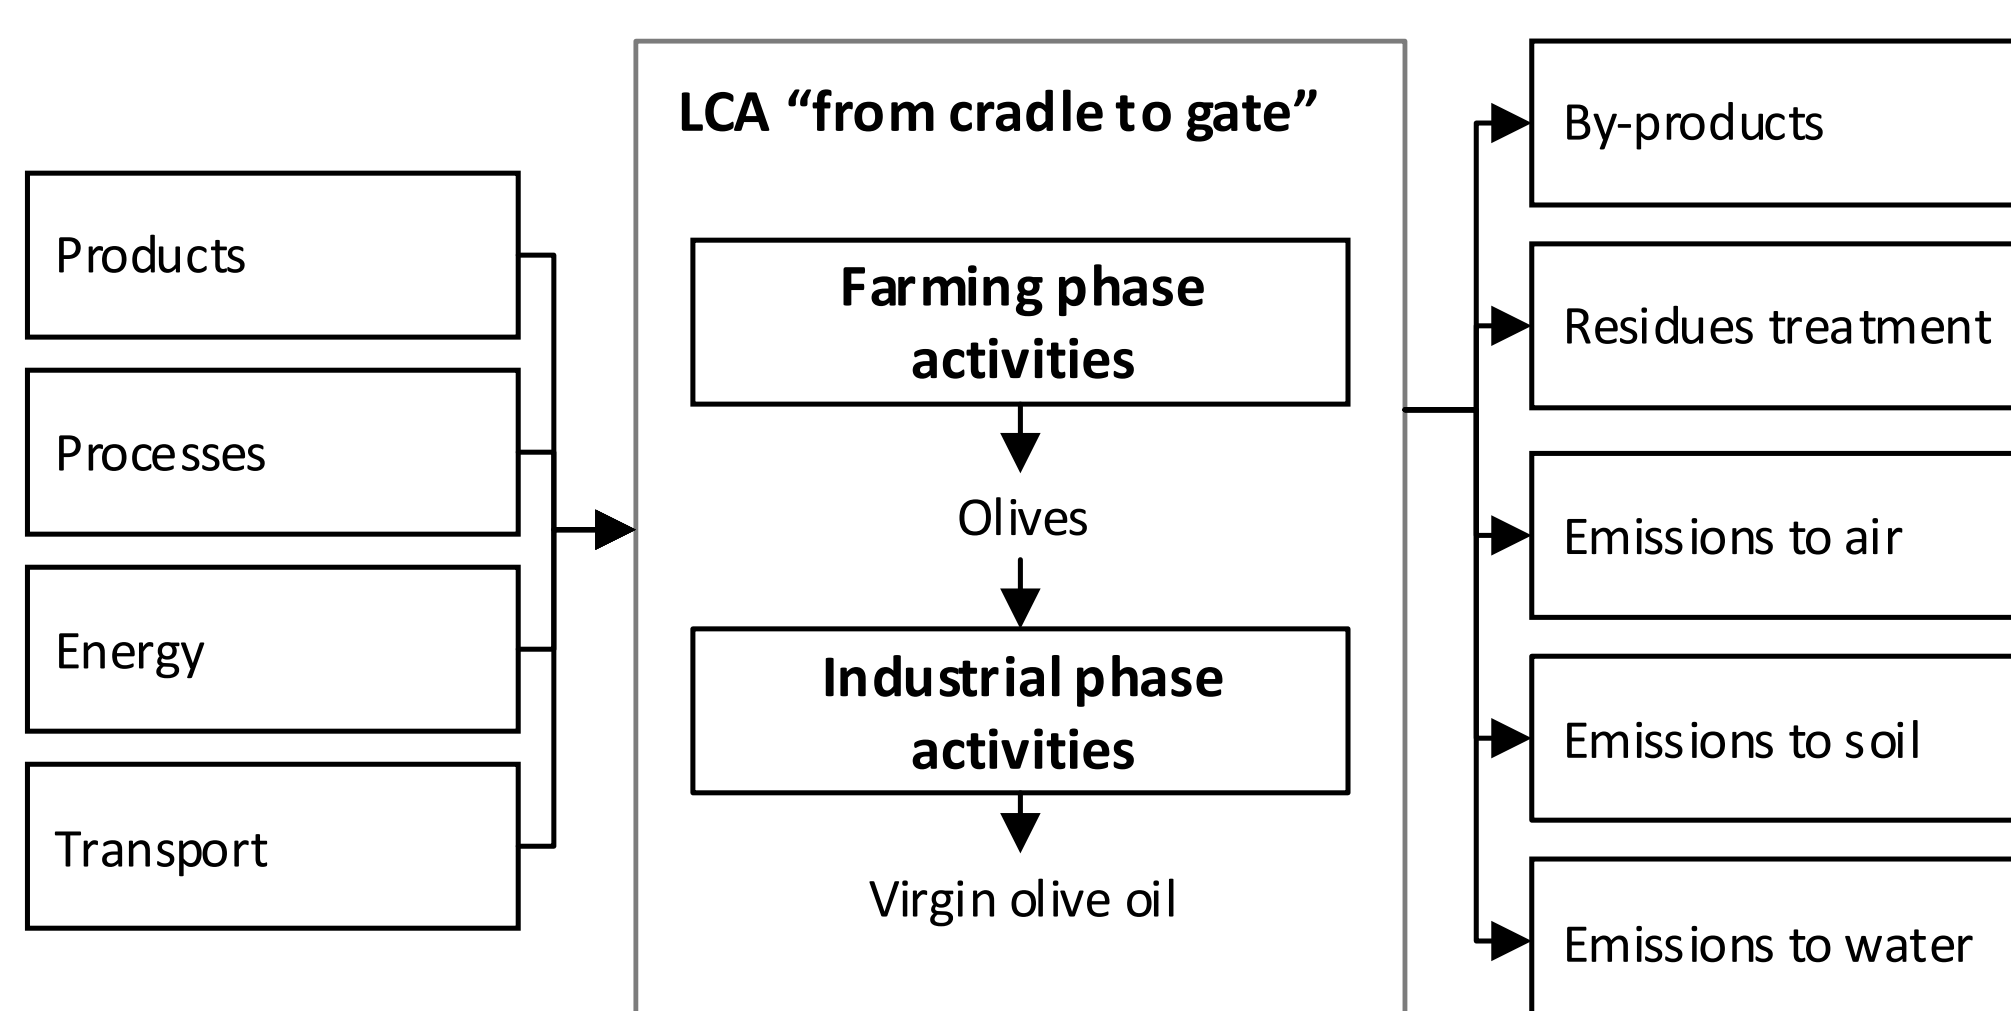 LCA “from cradle to gate”
Products
Processes
Energy
Transport
Farming phase
activities
Olives
Industrial phase
activities
Virgin olive oil
By-products
Residues treatment
Emissions to air
Emissions to soil
Emissions to water